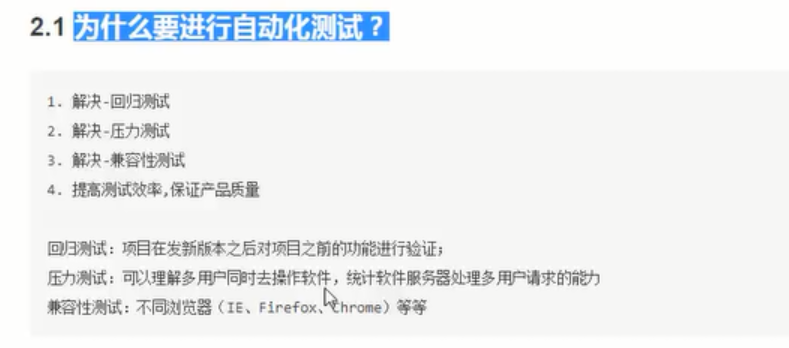 2.1 为什么要进行自动化测试？
1. 解决-回归测试
2. 解决-压力测试
3. 解决-兼容性测试
4. 提高测试效率,保证产品质量
回归测试：项目在发新版本之后对项目之前的功能进行验证；
压力测试：可以理解多用户同时去操作软件，统计软件服务器处理多用户请求的能力
兼容性测试：不同浏览器（IE、Firefox、Chrome）等等